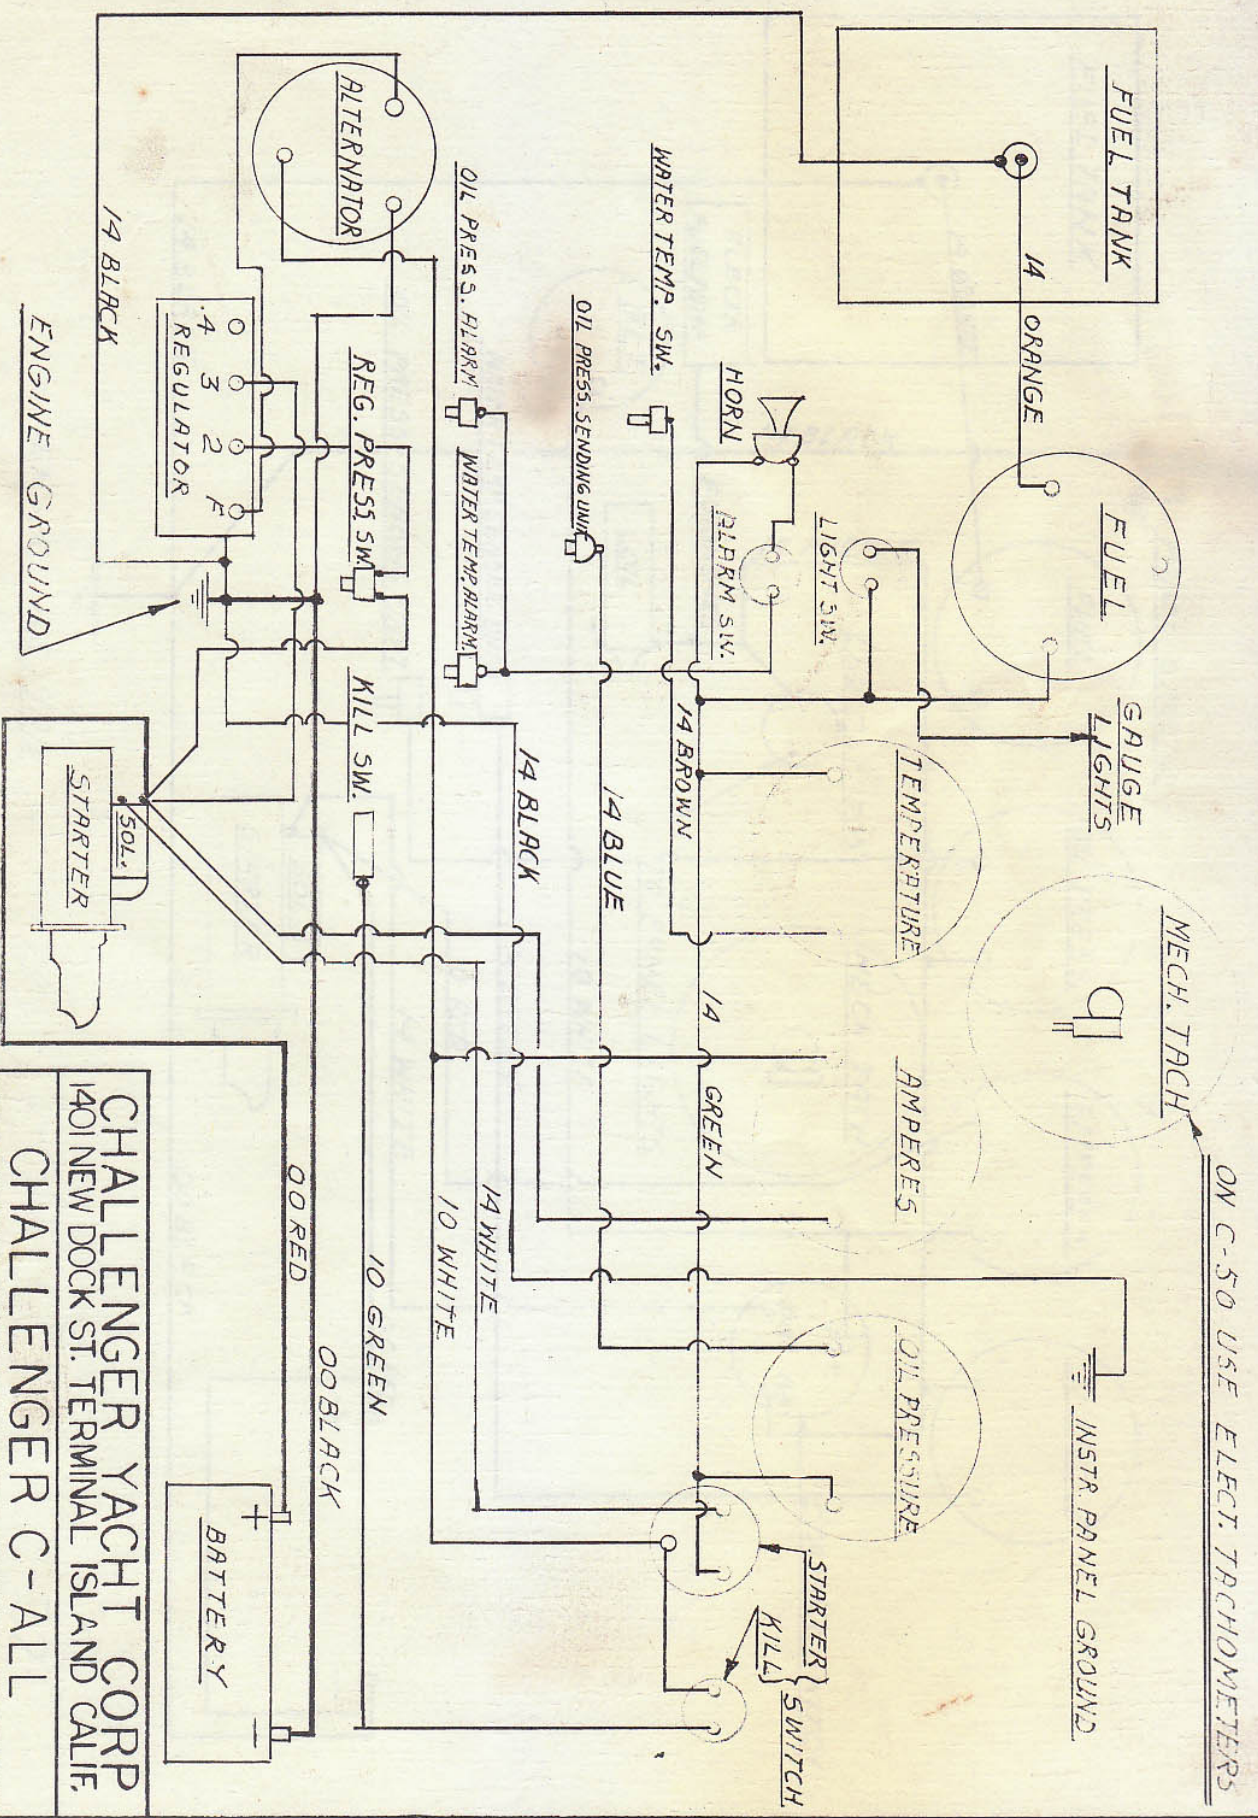 ON C-50 USE ELECT. TACHOMETERS
FUEL TANK
14 ORANGE
FUEL
GAUGE
LIGHTS
MECH. TACH
INSTR. PANEL GROUND
TEMPERATURE
AMPERES
OIL PRESSURE
STARTER
KILL
SWITCH
LIGHT SW.
HORN
ALARM SW.
WATER TEMP. SW.
14 BROWN
14 GREEN
OIL PRESS. SENDING UNIT
14 BLUE
14 BLACK
OIL PRESS. ALARM
WATER TEMP. ALARM
14 WHITE
10 WHITE
ALTERNATOR
REG. PRESS. SW.
KILL SW.
10 GREEN
00 BLACK
00 RED
4 3 2 F
REGULATOR
14 BLACK
ENGINE GROUND
SOL.
STARTER
+ -
BATTERY
CHALLENGER YACHT CORP
1401 NEW DOCK ST. TERMINAL ISLAND CALIF.
CHALLENGER C-ALL